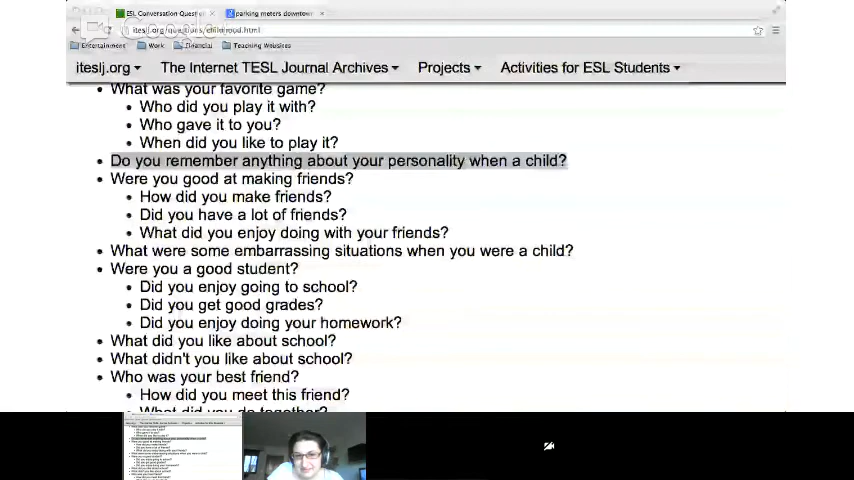 ESL Conversation Questi
parking meters downtown
Google+
iteslj.org/questions/childhood.html
Entertainment
Work
Financial
Teaching Websites
iteslj.org
The Internet TESL Journal Archives
Projects
Activities for ESL Students
What was your favorite game?
Who did you play it with?
Who gave it to you?
When did you like to play it?
Do you remember anything about your personality when a child?
Were you good at making friends?
How did you make friends?
Did you have a lot of friends?
What did you enjoy doing with your friends?
What were some embarrassing situations when you were a child?
Were you a good student?
Did you enjoy going to school?
Did you get good grades?
Did you enjoy doing your homework?
What did you like about school?
What didn't you like about school?
Who was your best friend?
How did you meet this friend?
What did you do together?